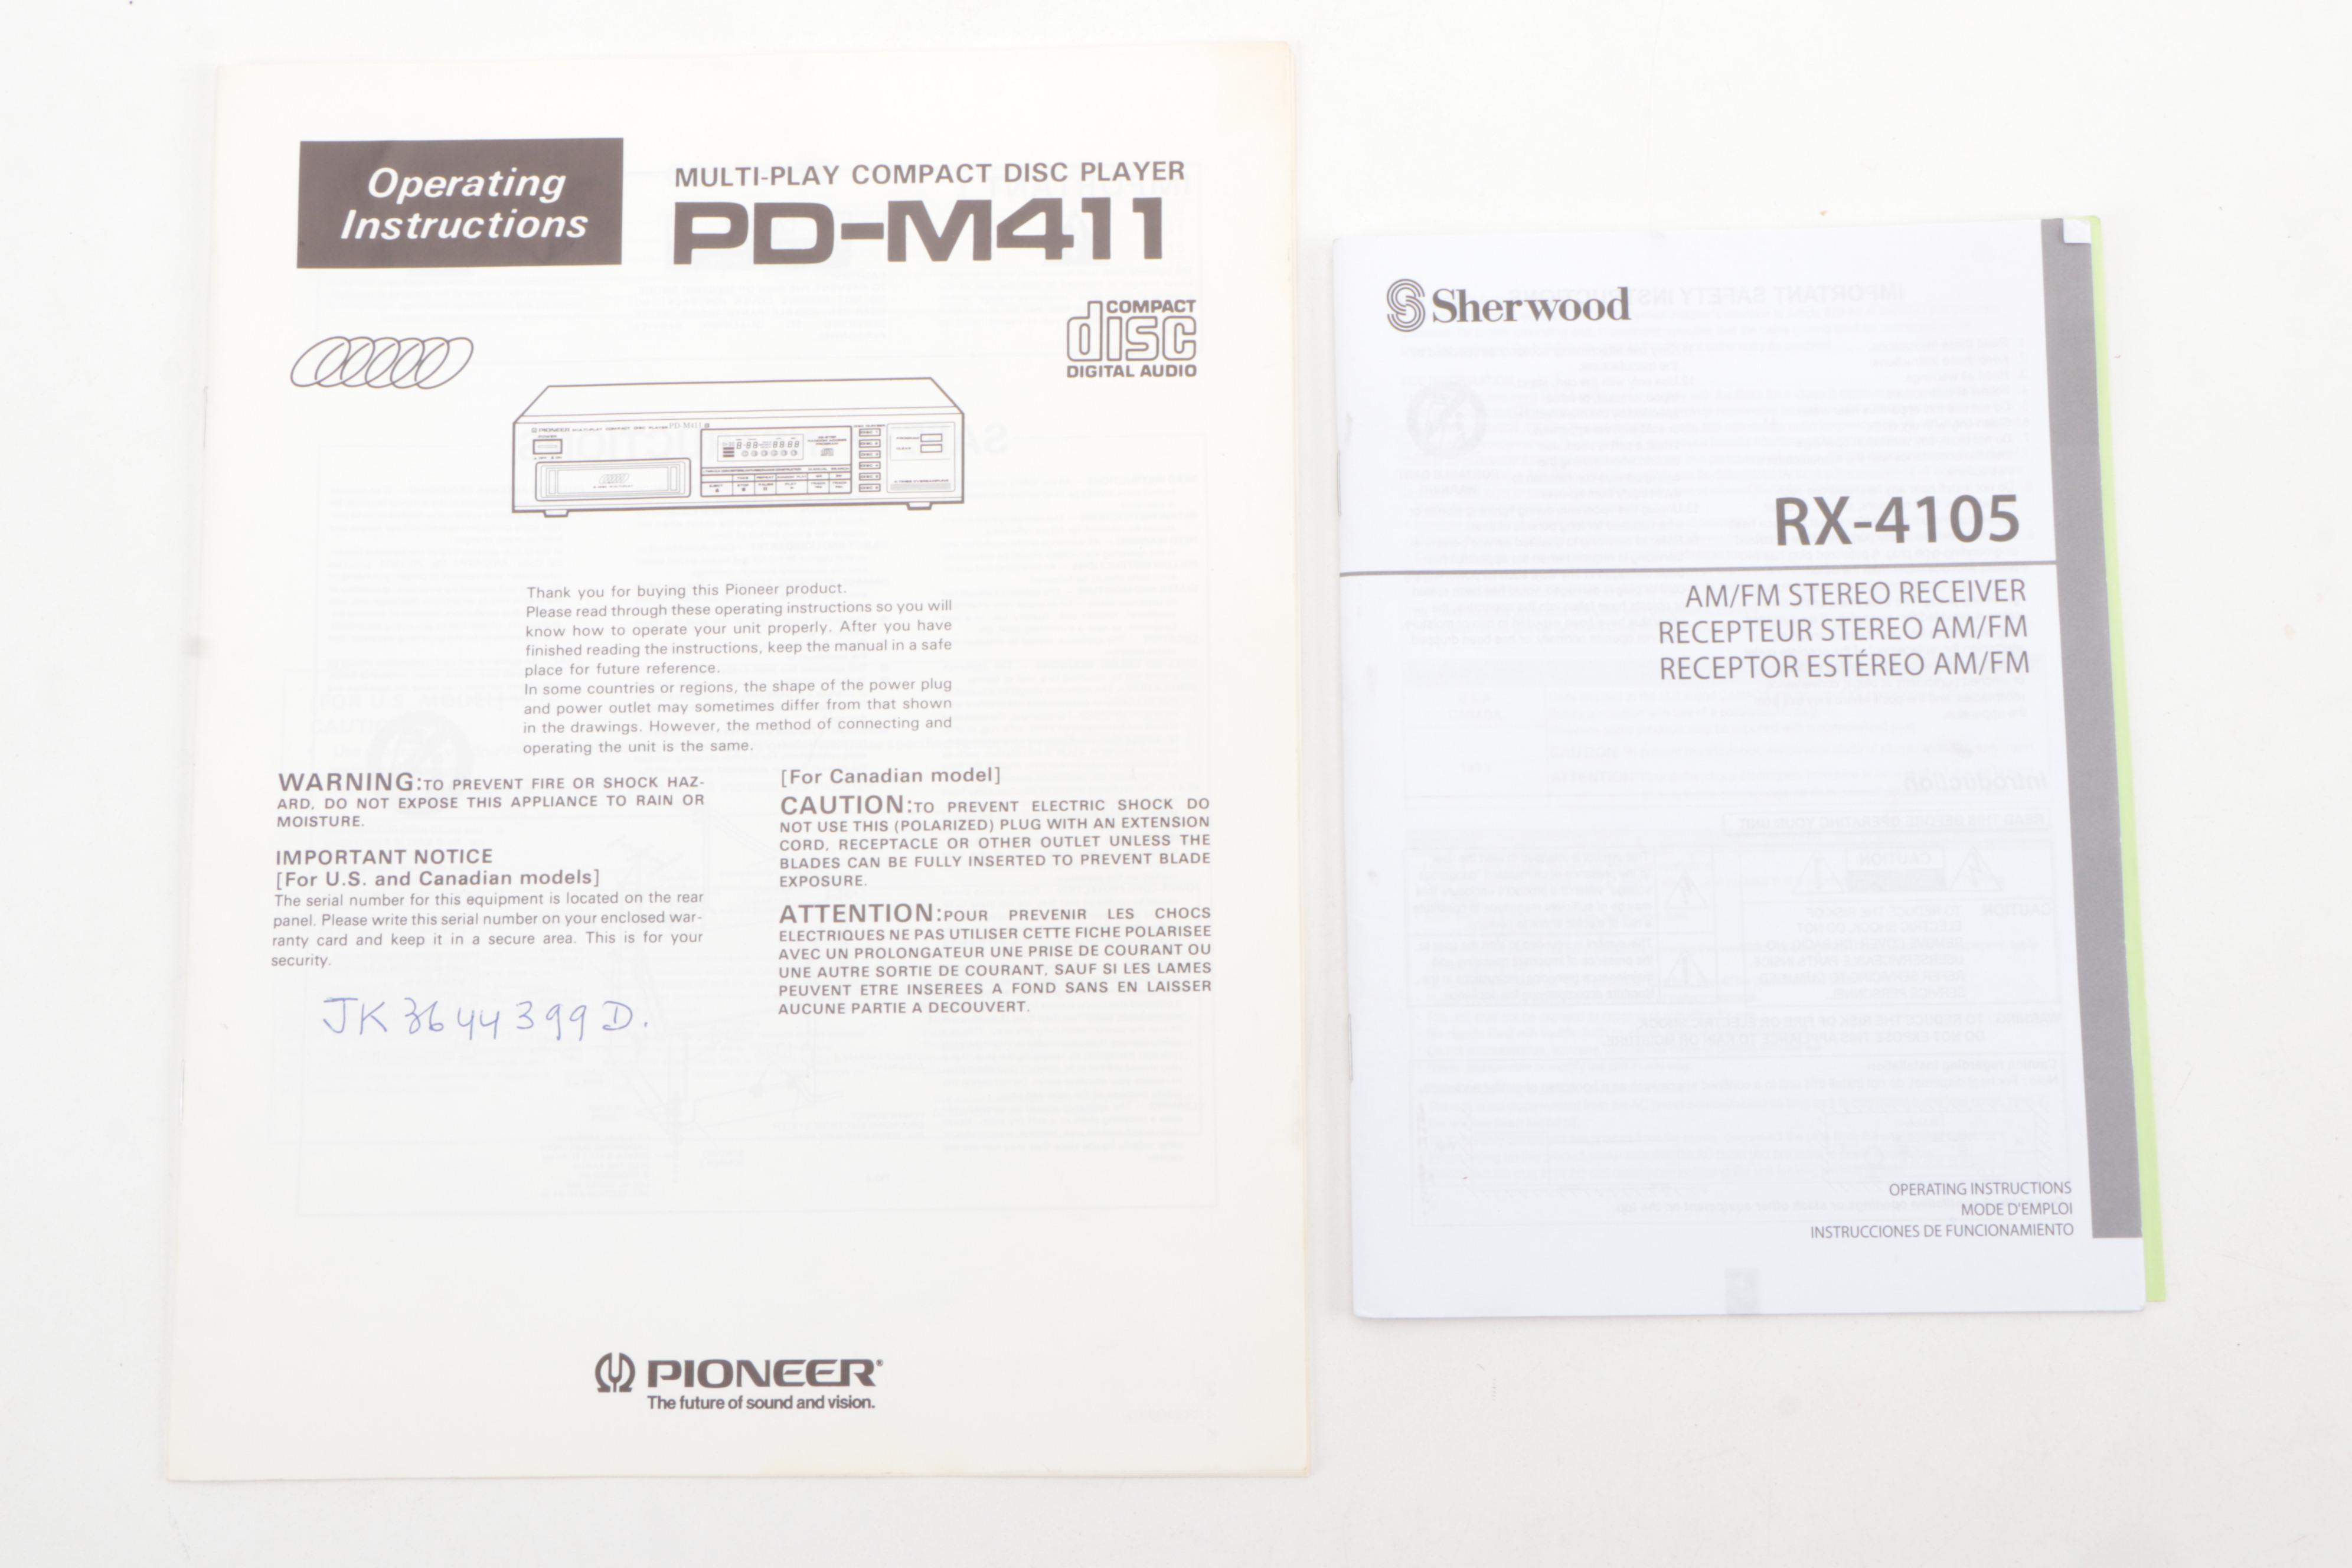 Operating
Instructions
MULTI-PLAY COMPACT DISC PLAYER
PD-M411
COMPACT
disc
DIGITAL AUDIO
PIONEER MULTI-PLAY COMPACT DISC PLAYER PD-M411
Thank you for buying this Pioneer product.
Please read through these operating instructions so you will
know how to operate your unit properly. After you have
finished reading the instructions, keep the manual in a safe
place for future reference.
In some countries or regions, the shape of the power plug
and power outlet may sometimes differ from that shown
in the drawings. However, the method of connecting and
operating the unit is the same.
WARNING: TO PREVENT FIRE OR SHOCK HAZ-
ARD, DO NOT EXPOSE THIS APPLIANCE TO RAIN OR
MOISTURE.
IMPORTANT NOTICE
[For U.S. and Canadian models]
The serial number for this equipment is located on the rear
panel. Please write this serial number on your enclosed war-
ranty card and keep it in a secure area. This is for your
security.
JK3644399D.
[For Canadian model]
CAUTION: TO PREVENT ELECTRIC SHOCK DO
NOT USE THIS (POLARIZED) PLUG WITH AN EXTENSION
CORD, RECEPTACLE OR OTHER OUTLET UNLESS THE
BLADES CAN BE FULLY INSERTED TO PREVENT BLADE
EXPOSURE.
ATTENTION: POUR PREVENIR LES CHOCS
ELECTRIQUES NE PAS UTILISER CETTE FICHE POLARISEE
AVEC UN PROLONGATEUR UNE PRISE DE COURANT OU
UNE AUTRE SORTIE DE COURANT, SAUF SI LES LAMES
PEUVENT ETRE INSEREES A FOND SANS EN LAISSER
AUCUNE PARTIE A DECOUVERT.
PIONEER®
The future of sound and vision.
Sherwood
RX-4105
AM/FM STEREO RECEIVER
RECEPTEUR STEREO AM/FM
RECEPTOR ESTÉREO AM/FM
OPERATING INSTRUCTIONS
MODE D'EMPLOI
INSTRUCCIONES DE FUNCIONAMIENTO